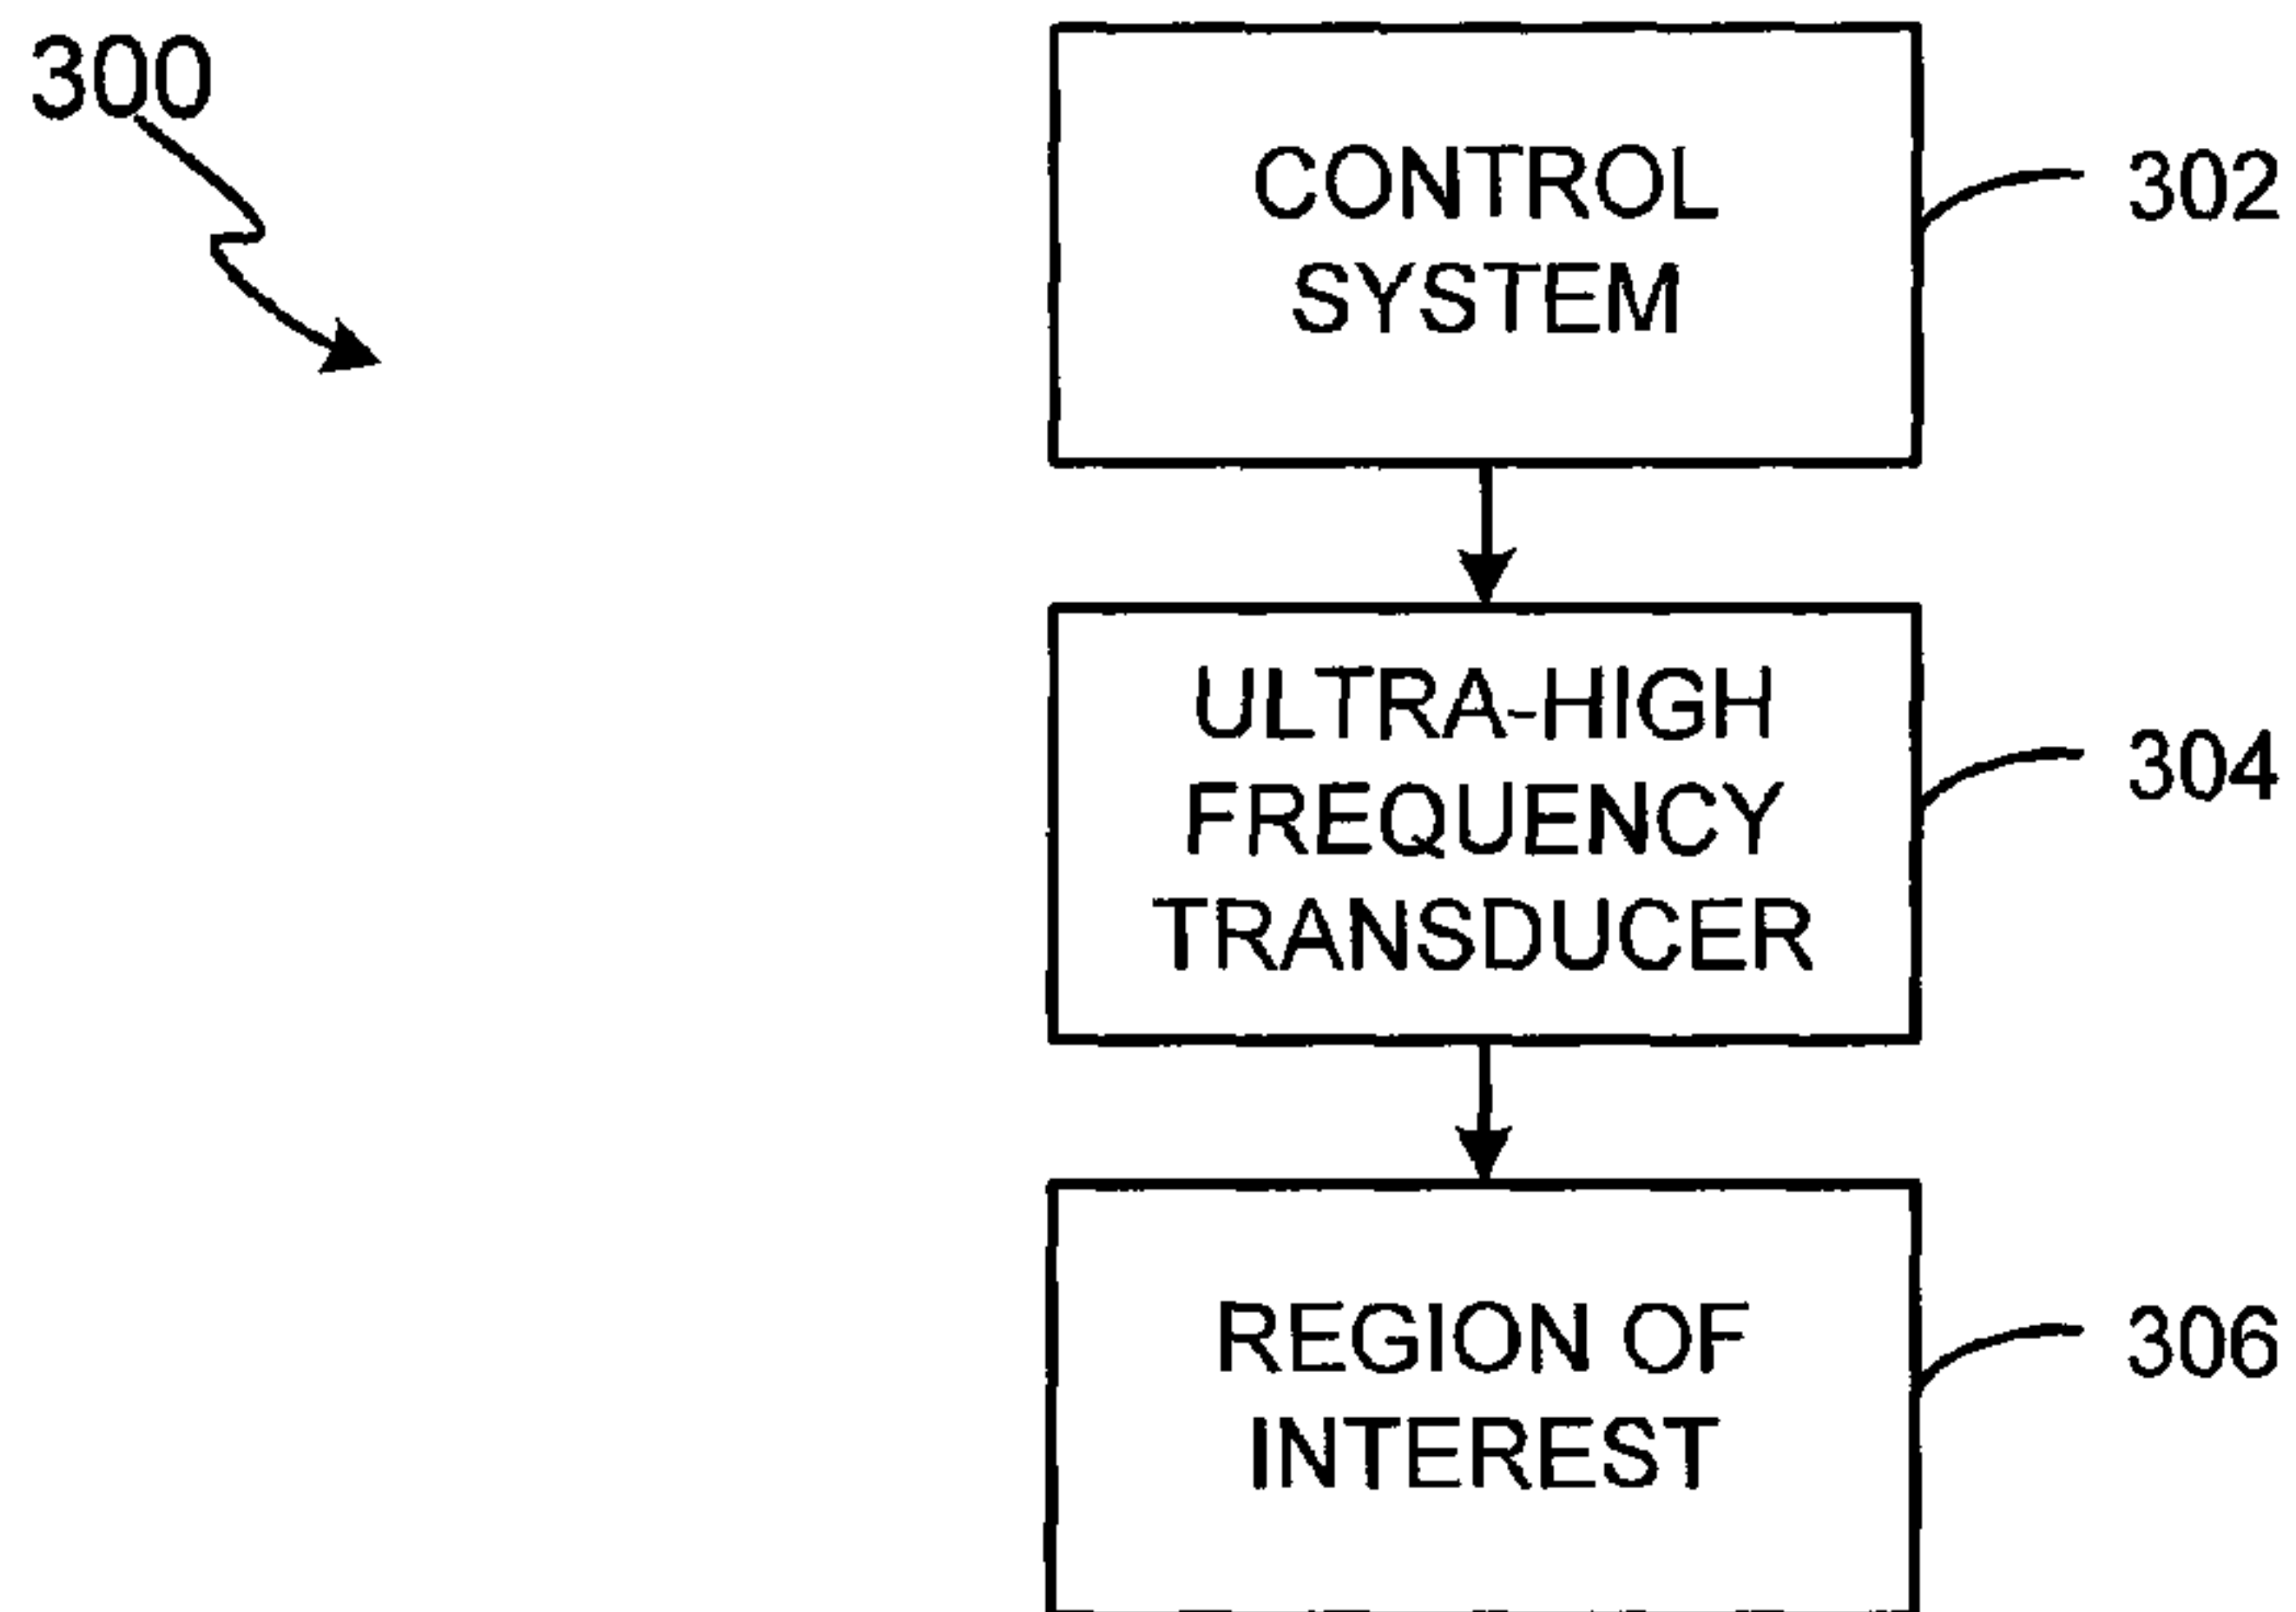 300
CONTROL
SYSTEM
302
ULTRA-HIGH
FREQUENCY
TRANSDUCER
304
REGION OF
INTEREST
306